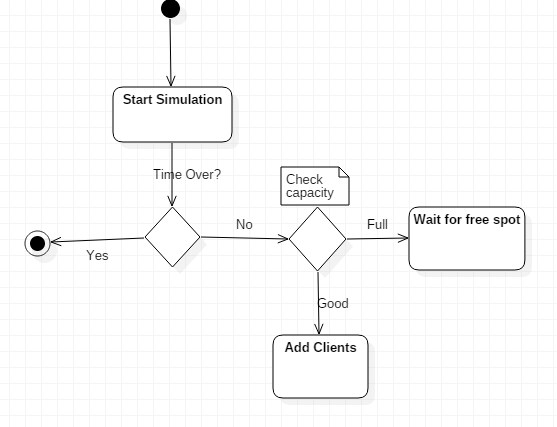 Start Simulation
Time Over?
Check
capacity
No
Full
Wait for free spot
Yes
Good
Add Clients